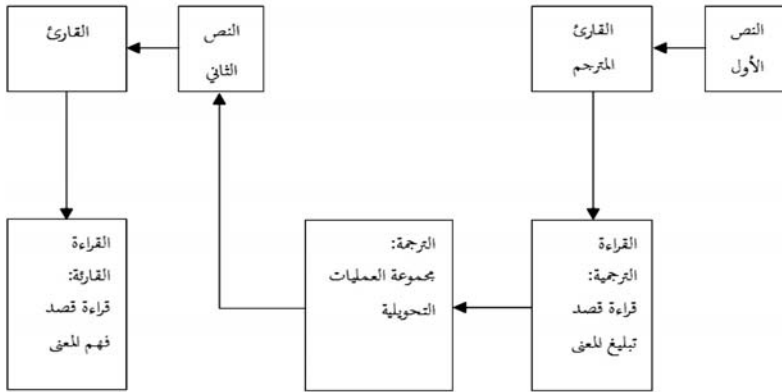 النص
الأول
القارئ
المترجم
النص
الثاني
القارئ
القراءة
الترجمية:
قراءة قصد
تبليغ المعنى
الترجمة:
مجموعة العمليات
التحويلية
القراءة
القارئة:
قراءة قصد
فهم المعنى